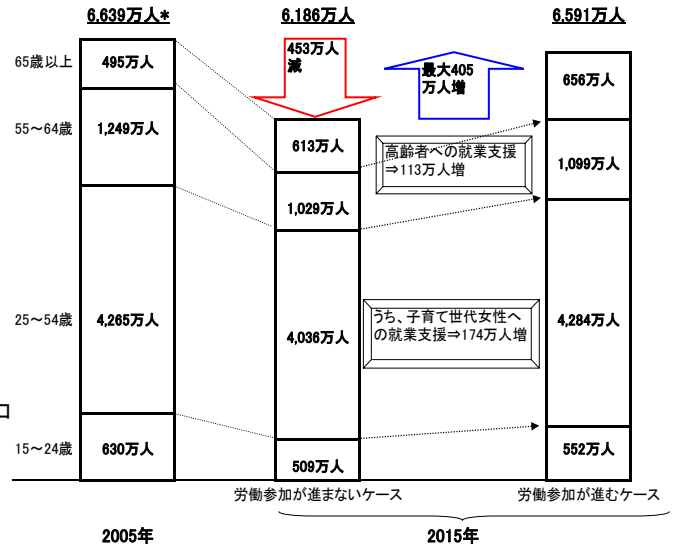 6,639万人*
6,186万人
6,591万人
65歳以上
495万人
453万人
減
最大405
万人増
656万人
55～64歳
1,249万人
613万人
高齢者への就業支援
⇒113万人増
1,099万人
1,029万人
25～54歳
4,265万人
4,036万人
うち、子育て世代女性へ
の就業支援⇒174万人増
4,284万人
口
15～24歳
630万人
509万人
552万人
労働参加が進まないケース
労働参加が進むケース
2005年
2015年